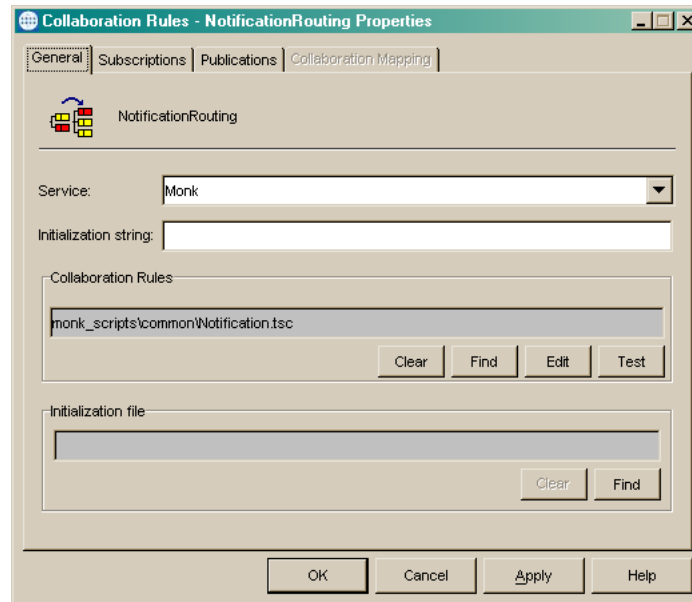 Collaboration Rules - NotificationRouting Properties
General Subscriptions Publications Collaboration Mapping
NotificationRouting
Service: Monk
Initialization string:
Collaboration Rules
monk_scripts\common\Notification.tsc
Clear Find Edit Test
Initialization file
Clear Find
OK Cancel Apply Help